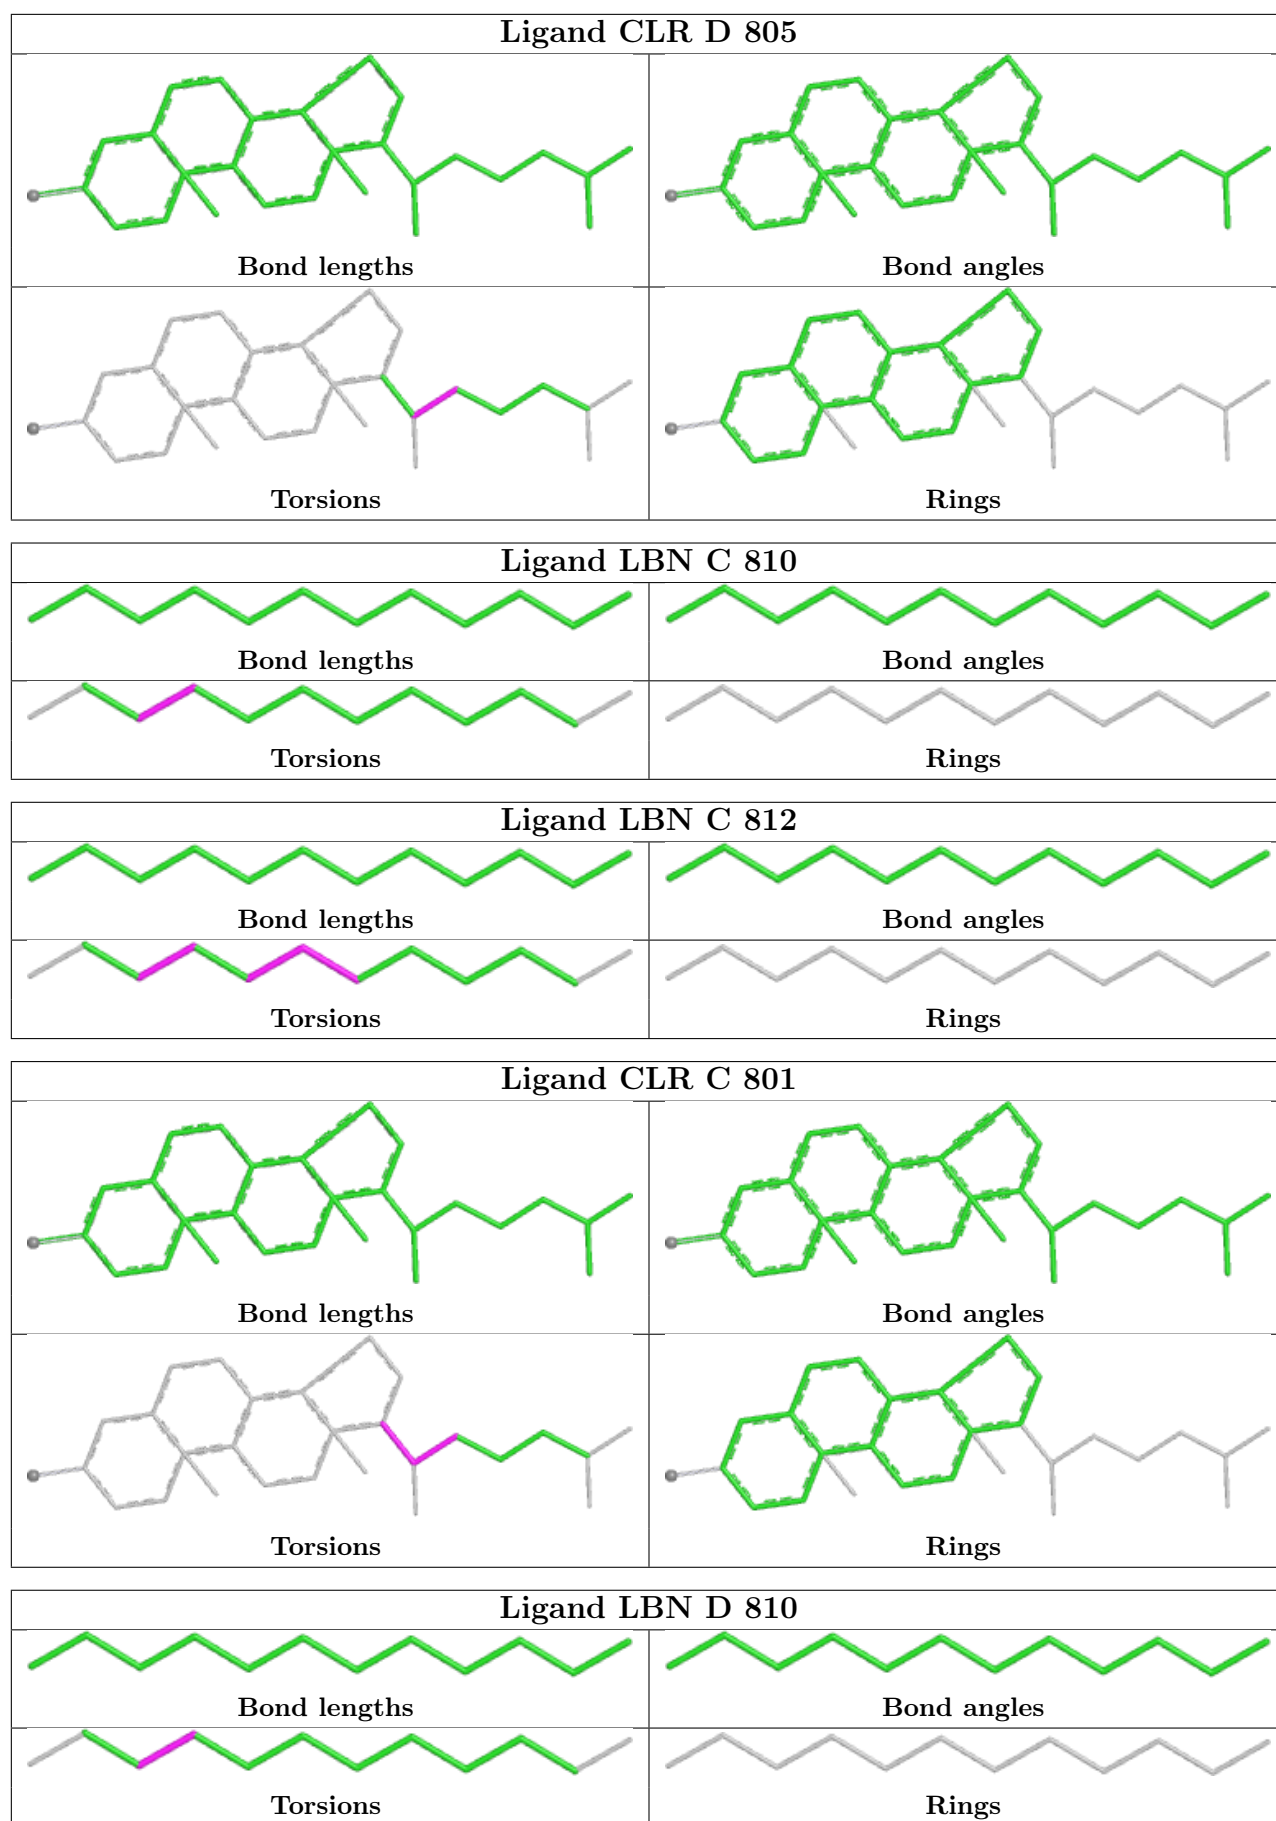 Ligand CLR D 805
Bond lengths
Bond angles
Torsions
Rings
Ligand LBN C 810
Bond lengths
Bond angles
Torsions
Rings
Ligand LBN C 812
Bond lengths
Bond angles
Torsions
Rings
Ligand CLR C 801
Bond lengths
Bond angles
Torsions
Rings
Ligand LBN D 810
Bond lengths
Bond angles
Torsions
Rings